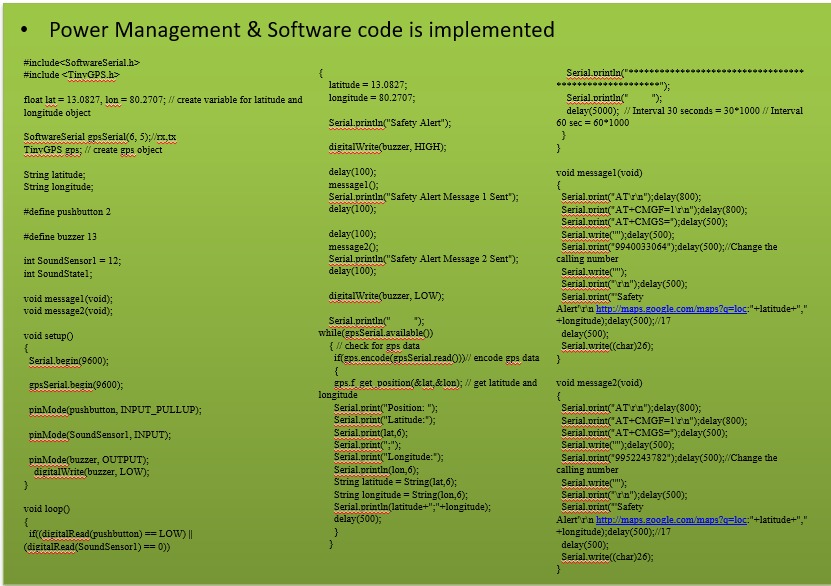 • Power Management & Software code is implemented
#include<SoftwareSerial.h>
#include <TinyGPS.h>
float lat = 13.0827, lon = 80.2707; // create variable for latitude and
longitude object
SoftwareSerial gpsSerial(6, 5);//rx,tx
TinyGPS gps; // create gps object
String latitude;
String longitude;
#define pushbutton 2
#define buzzer 13
int SoundSensor1 = 12;
int SoundState1;
void message1(void);
void message2(void);
void setup()
{
Serial.begin(9600);
gpsSerial.begin(9600);
pinMode(pushbutton, INPUT_PULLUP);
pinMode(SoundSensor1, INPUT);
pinMode(buzzer, OUTPUT);
digitalWrite(buzzer, LOW);
}
void loop()
{
if((digitalRead(pushbutton) == LOW) ||
(digitalRead(SoundSensor1) == 0))
{
latitude = 13.0827;
longitude = 80.2707;
Serial.println("Safety Alert");
digitalWrite(buzzer, HIGH);
delay(100);
message1();
Serial.println("Safety Alert Message 1 Sent");
delay(100);
delay(100);
message2();
Serial.println("Safety Alert Message 2 Sent");
delay(100);
digitalWrite(buzzer, LOW);
Serial.println("        ");
while(gpsSerial.available())
{ // check for gps data
if(gps.encode(gpsSerial.read()))// encode gps data
{
gps.f_get_position(&lat,&lon); // get latitude and
longitude
Serial.print("Position: ");
Serial.print("Latitude:");
Serial.print(lat,6);
Serial.print(";");
Serial.print("Longitude:");
Serial.println(lon,6);
String latitude = String(lat,6);
String longitude = String(lon,6);
Serial.println(latitude+";"+longitude);
delay(500);
}
}
Serial.println("***********************************
*********************");
Serial.println("        ");
delay(5000);  // Interval 30 seconds = 30*1000 // Interval
60 sec = 60*1000
}
}
void message1(void)
{
Serial.print("AT\r\n");delay(800);
Serial.print("AT+CMGF=1\r\n");delay(800);
Serial.print("AT+CMGS=");delay(500);
Serial.write('"');delay(500);
Serial.print("9940033064");delay(500);//Change the
calling number
Serial.write('"');
Serial.print("\r\n");delay(500);
Serial.print("'Safety
Alert"\r\n http://maps.google.com/maps?q=loc:"+latitude+","
+longitude);delay(500);//17
delay(500);
Serial.write((char)26);
}
void message2(void)
{
Serial.print("AT\r\n");delay(800);
Serial.print("AT+CMGF=1\r\n");delay(800);
Serial.print("AT+CMGS=");delay(500);
Serial.write('"');delay(500);
Serial.print("9952243782");delay(500);//Change the
calling number
Serial.write('"');
Serial.print("\r\n");delay(500);
Serial.print("'Safety
Alert"\r\n http://maps.google.com/maps?q=loc:"+latitude+","
+longitude);delay(500);//17
delay(500);
Serial.write((char)26);
}